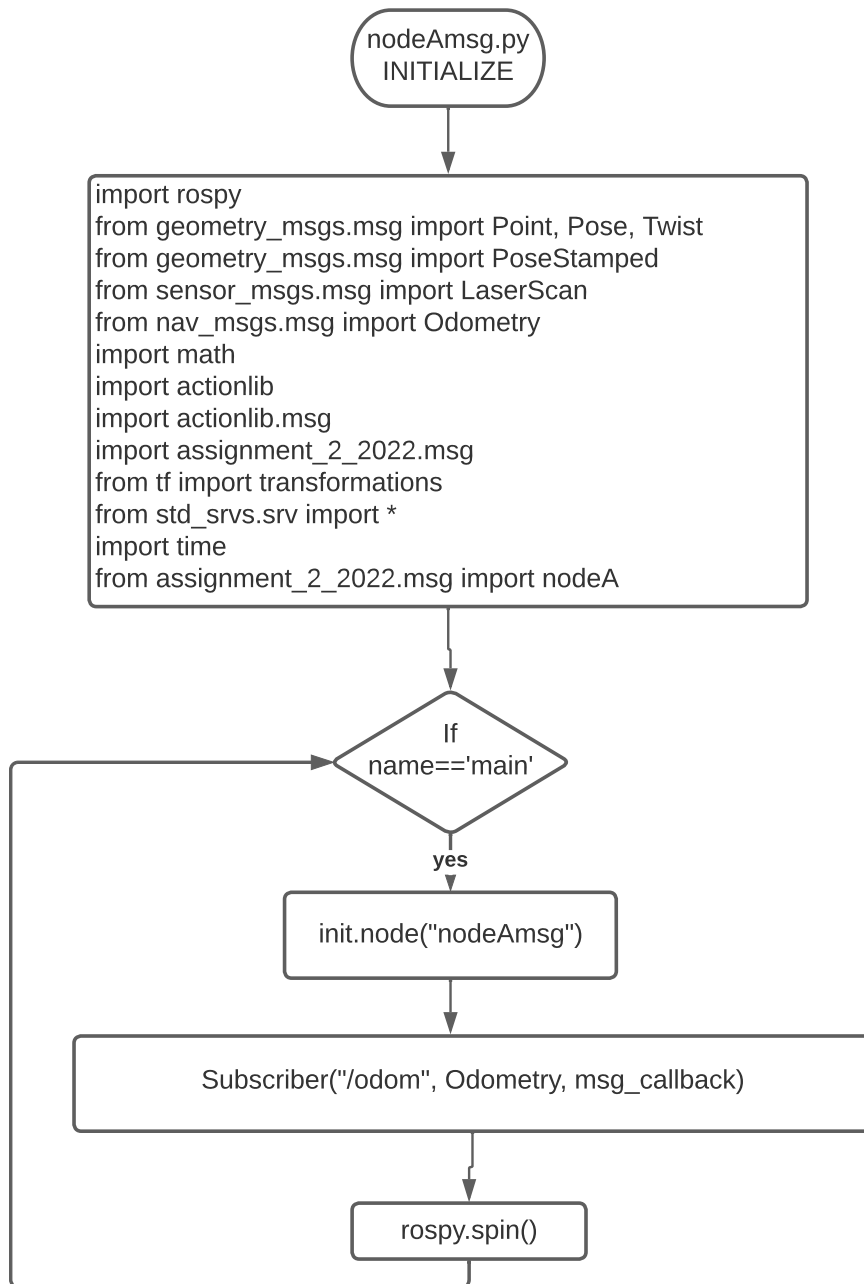 nodeAmsg.py
INITIALIZE
import rospy
from geometry_msgs.msg import Point, Pose, Twist
from geometry_msgs.msg import PoseStamped
from sensor_msgs.msg import LaserScan
from nav_msgs.msg import Odometry
import math
import actionlib
import actionlib.msg
import assignment_2_2022.msg
from tf import transformations
from std_srvs.srv import *
import time
from assignment_2_2022.msg import nodeA
If
name=='main'
yes
init.node("nodeAmsg")
Subscriber("/odom", Odometry, msg_callback)
rospy.spin()